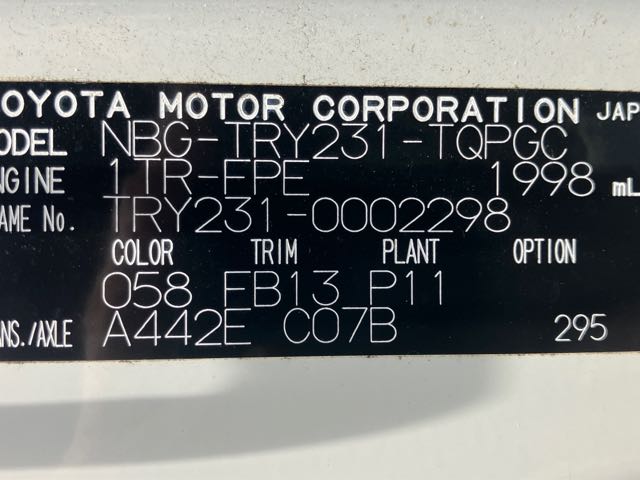 OYOTA MOTOR CORPORATION JAP
ODEL NBG-TRY231-TQPGC
NGINE 1TR-FPE 1998 mL
AME No. TRY231-0002298
COLOR TRIM PLANT OPTION
058 FB13 P11
ANS./AXLE A442E C07B 295